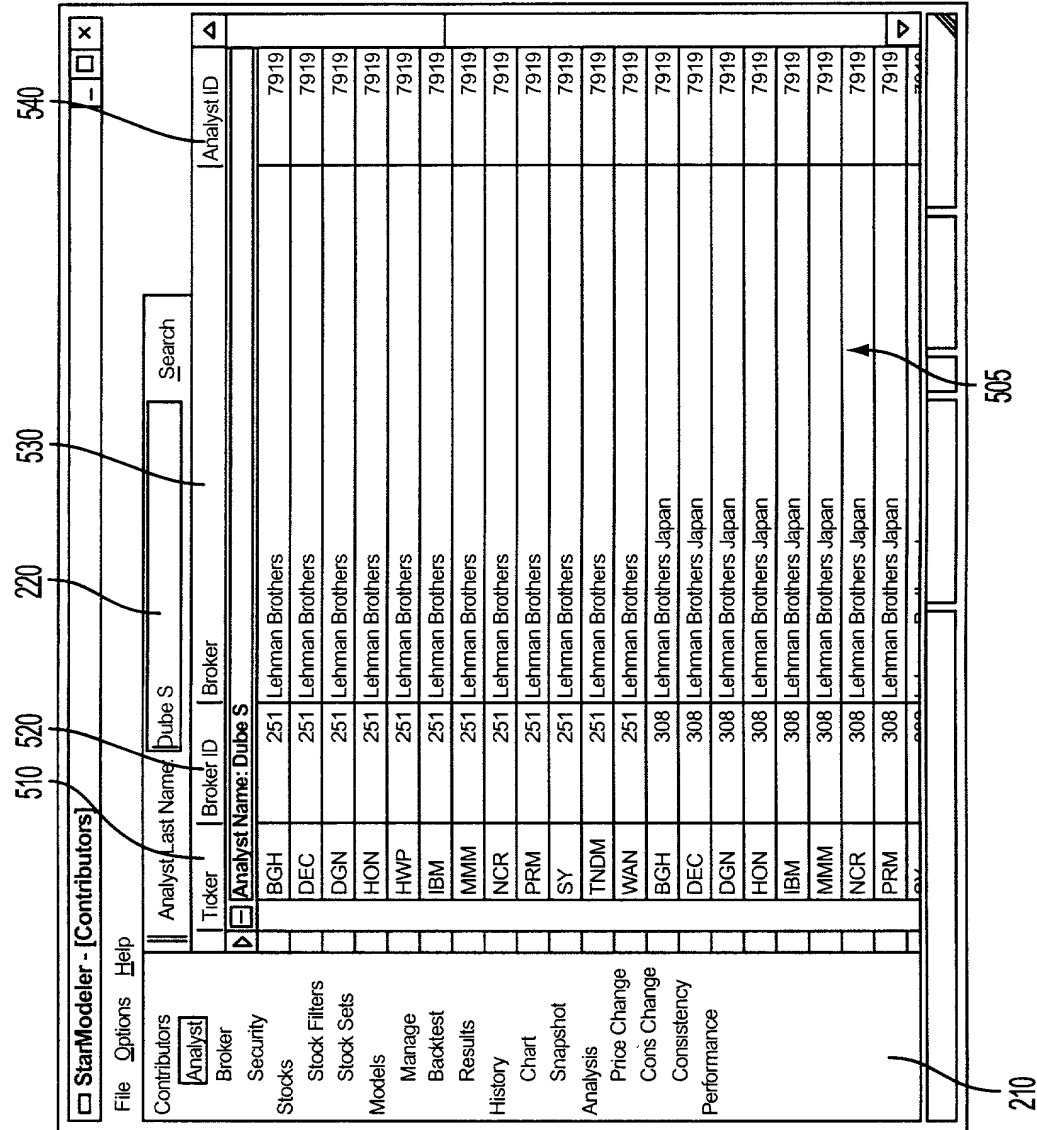 540
530
220
520
510
StarModeler - [Contributors]
File Options Help
Contributors
Analyst
Broker
Security
Stocks
Stock Filters
Stock Sets
Models
Manage
Backtest
Results
History
Chart
Snapshot
Analysis
Price Change
Cons Change
Consistency
Performance
Analyst Last Name: Dube S Search
Ticker Broker ID Broker Analyst ID
Analyst Name: Dube S
BGH 251 Lehman Brothers 7919
DEC 251 Lehman Brothers 7919
DGN 251 Lehman Brothers 7919
HON 251 Lehman Brothers 7919
HWP 251 Lehman Brothers 7919
IBM 251 Lehman Brothers 7919
MMM 251 Lehman Brothers 7919
NCR 251 Lehman Brothers 7919
PRM 251 Lehman Brothers 7919
SY 251 Lehman Brothers 7919
TNDM 251 Lehman Brothers 7919
WAN 251 Lehman Brothers 7919
BGH 308 Lehman Brothers Japan 7919
DEC 308 Lehman Brothers Japan 7919
DGN 308 Lehman Brothers Japan 7919
HON 308 Lehman Brothers Japan 7919
IBM 308 Lehman Brothers Japan 7919
MMM 308 Lehman Brothers Japan 7919
NCR 308 Lehman Brothers Japan 7919
PRM 308 Lehman Brothers Japan 7919
505
210